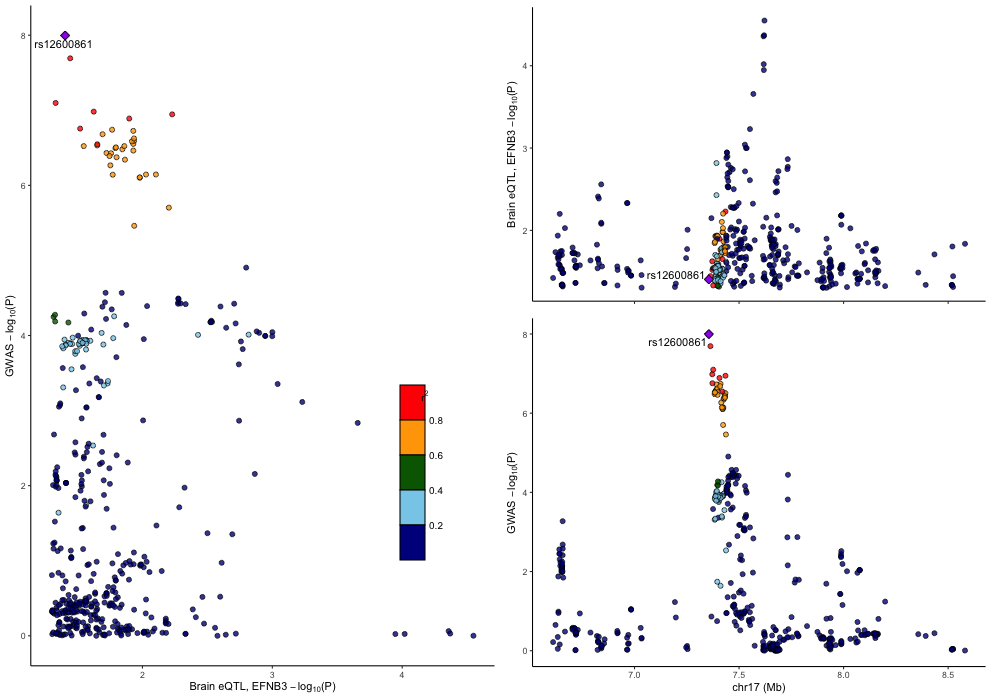 8
6
4
2
0
GWAS −log10(P)
rs12600861
r2
0.8
0.6
0.4
0.2
2
3
4
Brain eQTL, EFNB3 −log10(P)
4
3
2
Brain eQTL, EFNB3 −log10(P)
rs12600861
8
6
4
2
0
GWAS −log10(P)
rs12600861
7.0
7.5
8.0
8.5
chr17 (Mb)